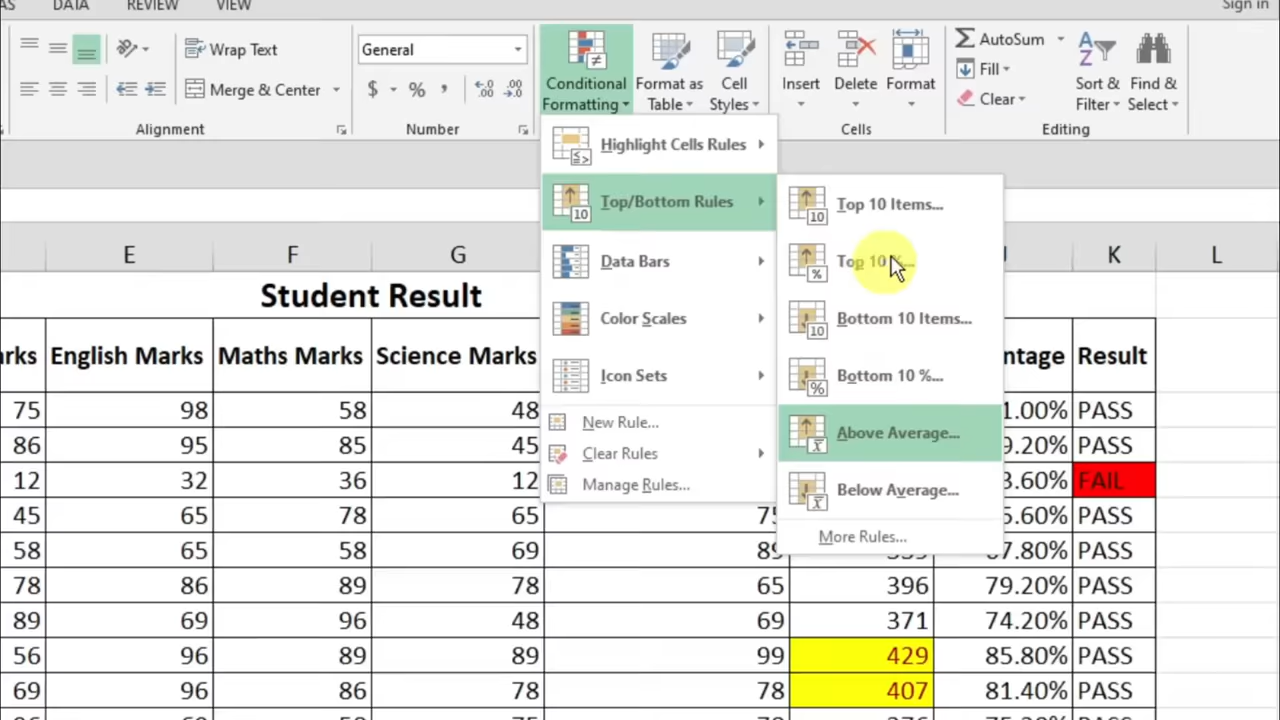 AS DATA REVIEW VIEW Sign in
Wrap Text
Merge & Center
Alignment
General
$ % ,
Number
Conditional Formatting
Format as Table
Cell Styles
Insert
Delete
Format
Cells
AutoSum
Fill
Clear
Sort & Filter
Find & Select
Editing
Highlight Cells Rules
Top/Bottom Rules
Data Bars
Color Scales
Icon Sets
New Rule...
Clear Rules
Manage Rules...
Top 10 Items...
Top 10 %...
Bottom 10 Items...
Bottom 10 %...
Above Average...
Below Average...
More Rules...
E F G J K L
Student Result
rks English Marks Maths Marks Science Marks ntage Result
75 98 58 48 1.00% PASS
86 95 85 45 9.20% PASS
12 32 36 12 3.60% FAIL
45 65 78 65 75 5.60% PASS
58 65 58 69 89 339 67.80% PASS
78 86 89 78 65 396 79.20% PASS
89 69 96 48 69 371 74.20% PASS
56 96 89 89 99 429 85.80% PASS
69 96 86 78 78 407 81.40% PASS